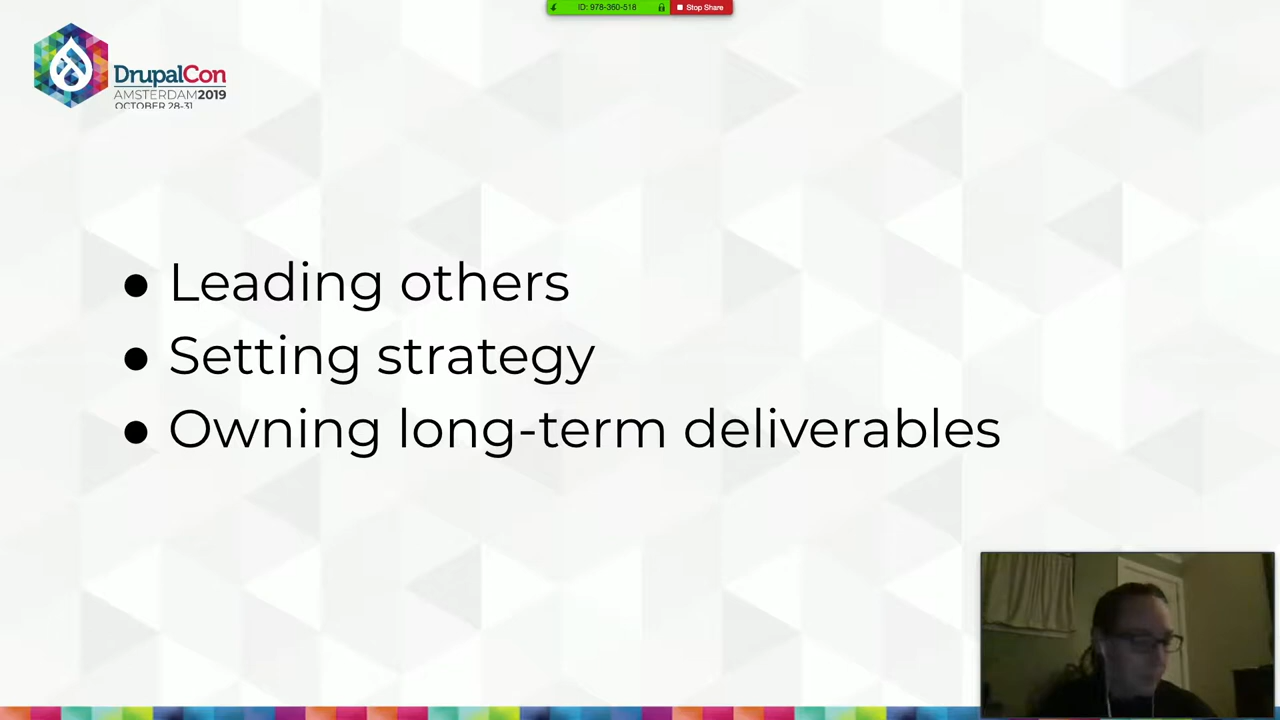 ID: 978-360-518
Stop Share
DrupalCon
AMSTERDAM2019
OCTOBER 28-31
● Leading others
● Setting strategy
● Owning long-term deliverables